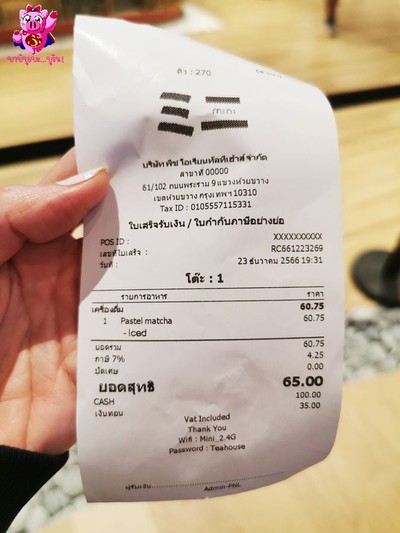 คิว : 270
mini
บริษัท พีช โอเรียนทัลทีเฮ้าส์ จำกัด
สาขาที่ 00000
61/102 ถนนพระราม 9 แขวงห้วยขวาง
เขตห้วยขวาง กรุงเทพฯ 10310
Tax ID : 0105557115331
ใบเสร็จรับเงิน / ใบกำกับภาษีอย่างย่อ
POS ID : XXXXXXXXXX
เลขที่ใบเสร็จ : RC661223269
วันที่ : 23 ธันวาคม 2566 19:31
โต๊ะ : 1
รายการอาหาร ราคา
เครื่องดื่ม 60.75
1 Pastel matcha 60.75
- Iced
ยอดรวม 60.75
ภาษี 7% 4.25
ปัดเศษ 0.00
ยอดสุทธิ 65.00
CASH 100.00
เงินทอน 35.00
Vat Included
Thank You
Wifi : Mini_2.4G
Password : Teahouse
ผู้รับเงิน
Admin-PNL